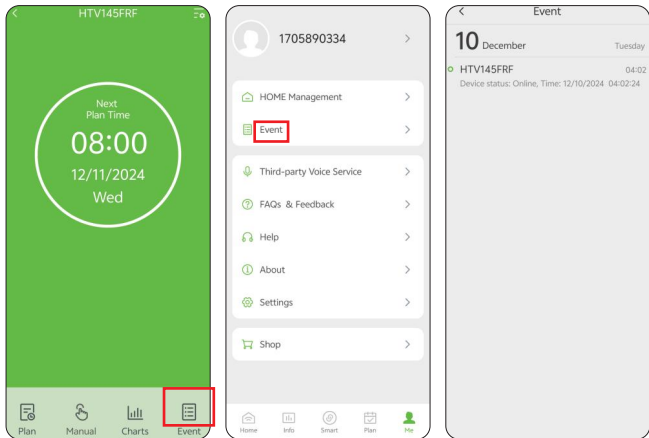 HTV145FRF
Next
Plan Time
08:00
12/11/2024
Wed
Plan
Manual
Charts
Event
1705890334
HOME Management
Event
Third-party Voice Service
FAQs & Feedback
Help
About
Settings
Shop
Home
Info
Smart
Plan
Me
Event
10 December
Tuesday
HTV145FRF
04:02
Device status: Online, Time: 12/10/2024 04:02:24